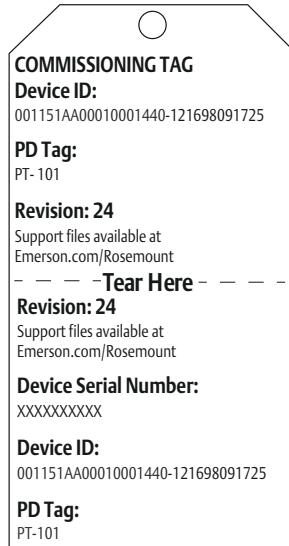 COMMISSIONING TAG
Device ID:
001151AA00010001440-121698091725
PD Tag:
PT- 101
Revision: 24
Support files available at
Emerson.com/Rosemount
Tear Here
Revision: 24
Support files available at
Emerson.com/Rosemount
Device Serial Number:
XXXXXXXXXX
Device ID:
001151AA00010001440-121698091725
PD Tag:
PT-101